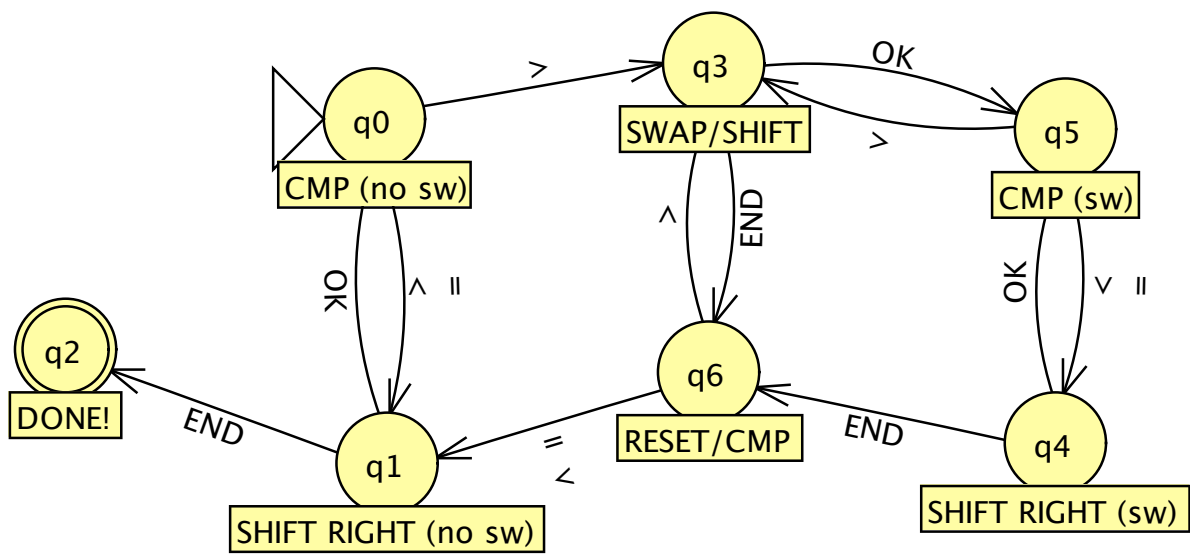 q3
OK
>
q0
q5
SWAP/SHIFT
>
CMP (no sw)
CMP (sw)
>
END
OK
< =
OK
< =
q2
q6
DONE!
END
RESET/CMP
END
q4
=
<
q1
SHIFT RIGHT (sw)
SHIFT RIGHT (no sw)